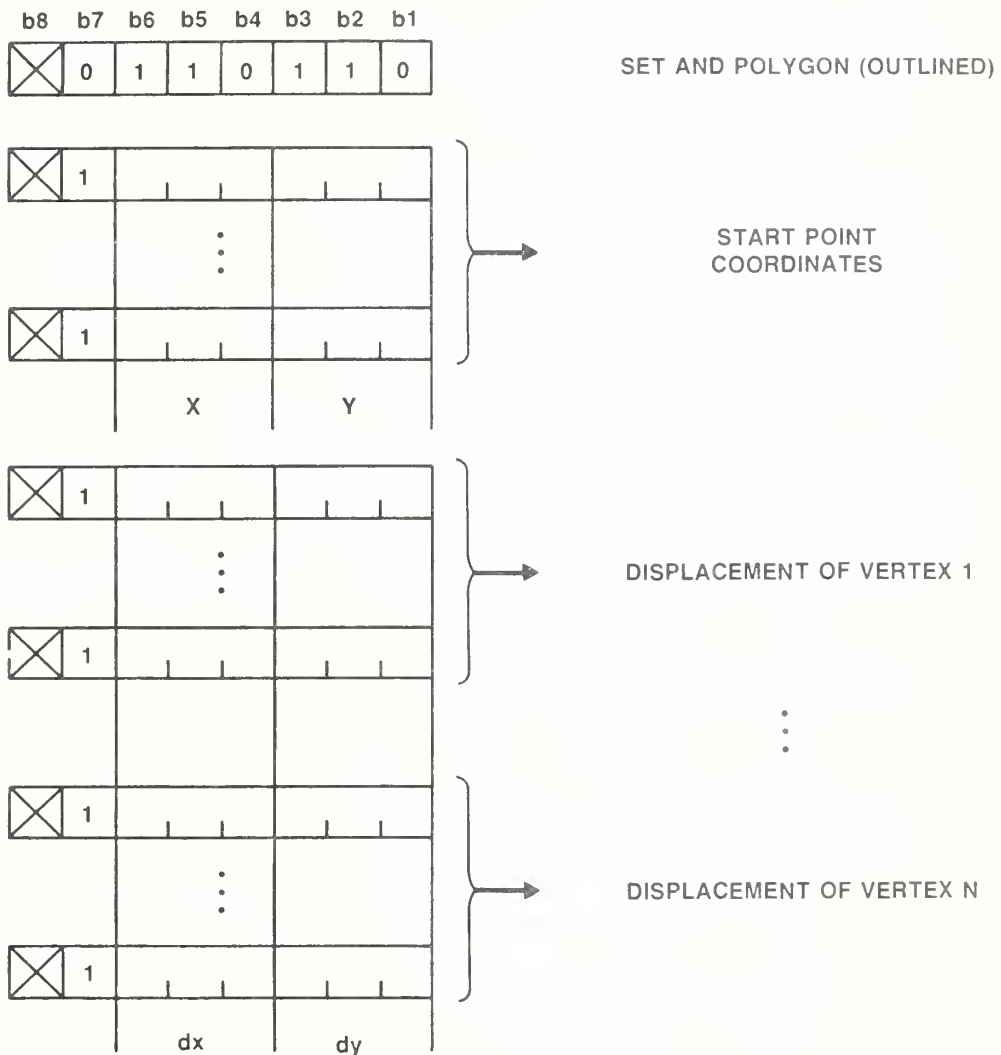 b8 b7 b6 b5 b4 b3 b2 b1
0 1 1 0 1 1 0 SET AND POLYGON (OUTLINED)
1
START POINT
COORDINATES
1
X Y
1
DISPLACEMENT OF VERTEX 1
1
1
DISPLACEMENT OF VERTEX N
1
dx dy